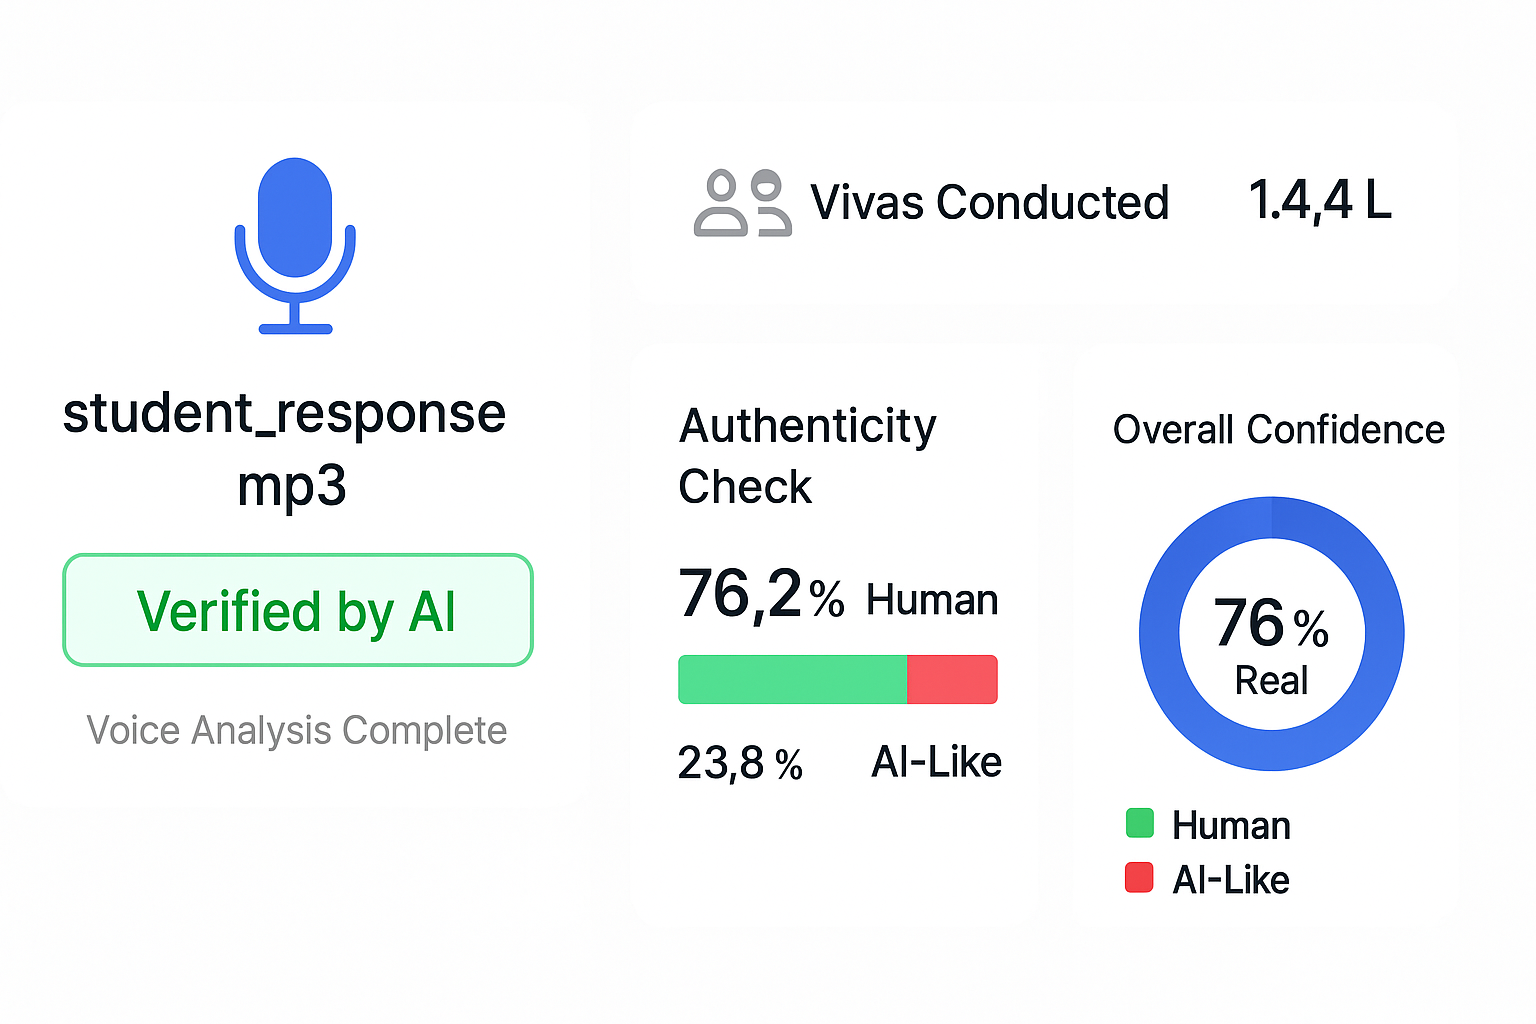 student_response
mp3
Verified by AI
Voice Analysis Complete
Vivas Conducted 1.4,4 L
Authenticity
Check
76,2% Human
23,8 % AI-Like
Overall Confidence
76 %
Real
Human
AI-Like